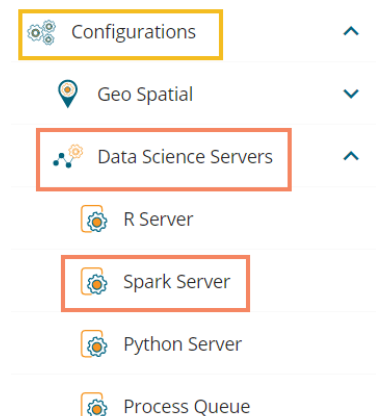 Configurations
Geo Spatial
Data Science Servers
R Server
Spark Server
Python Server
Process Queue